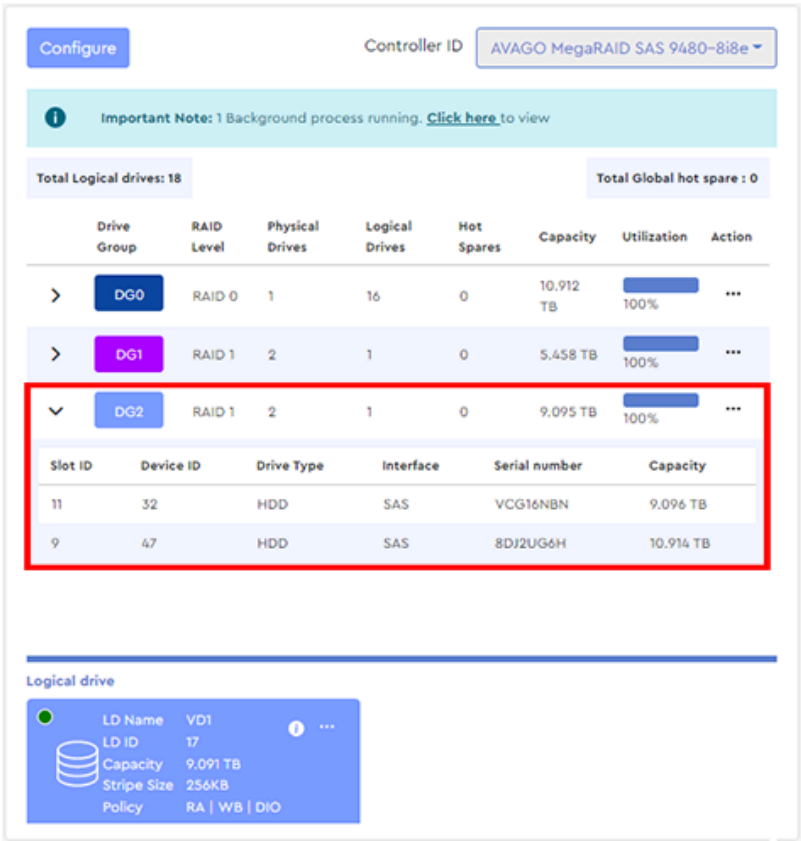 Configure
Controller ID
AVAGO MegaRAID SAS 9480-8i8e
Important Note: 1 Background process running. Click here to view
Total Logical drives: 18
Total Global hot spare : 0
Drive Group RAID Level Physical Drives Logical Drives Hot Spares Capacity Utilization Action
DG0 RAID 0 1 16 0 10.912 TB 100%
DG1 RAID 1 2 1 0 5.458 TB 100%
DG2 RAID 1 2 1 0 9.095 TB 100%
Slot ID Device ID Drive Type Interface Serial number Capacity
11 32 HDD SAS VCG16NBN 9.096 TB
9 47 HDD SAS 8DJ2UG6H 10.914 TB
Logical drive
LD Name VD1
LD ID 17
Capacity 9.091 TB
Stripe Size 256KB
Policy RA | WB | DIO